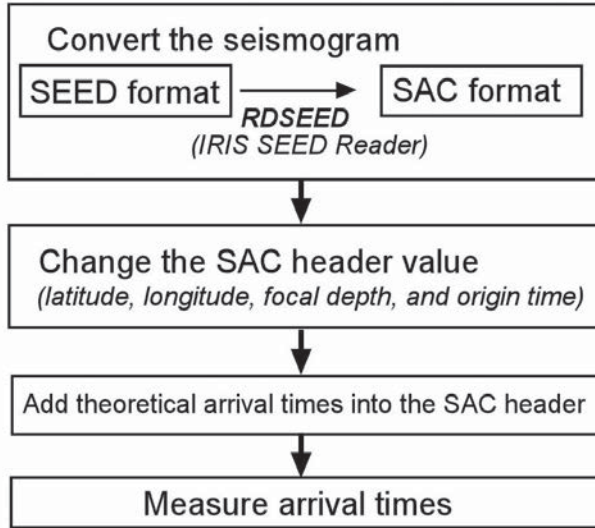 Convert the seismogram
SEED format
SAC format
RDSEED
(IRIS SEED Reader)
Change the SAC header value
(latitude, longitude, focal depth, and origin time)
Add theoretical arrival times into the SAC header
Measure arrival times